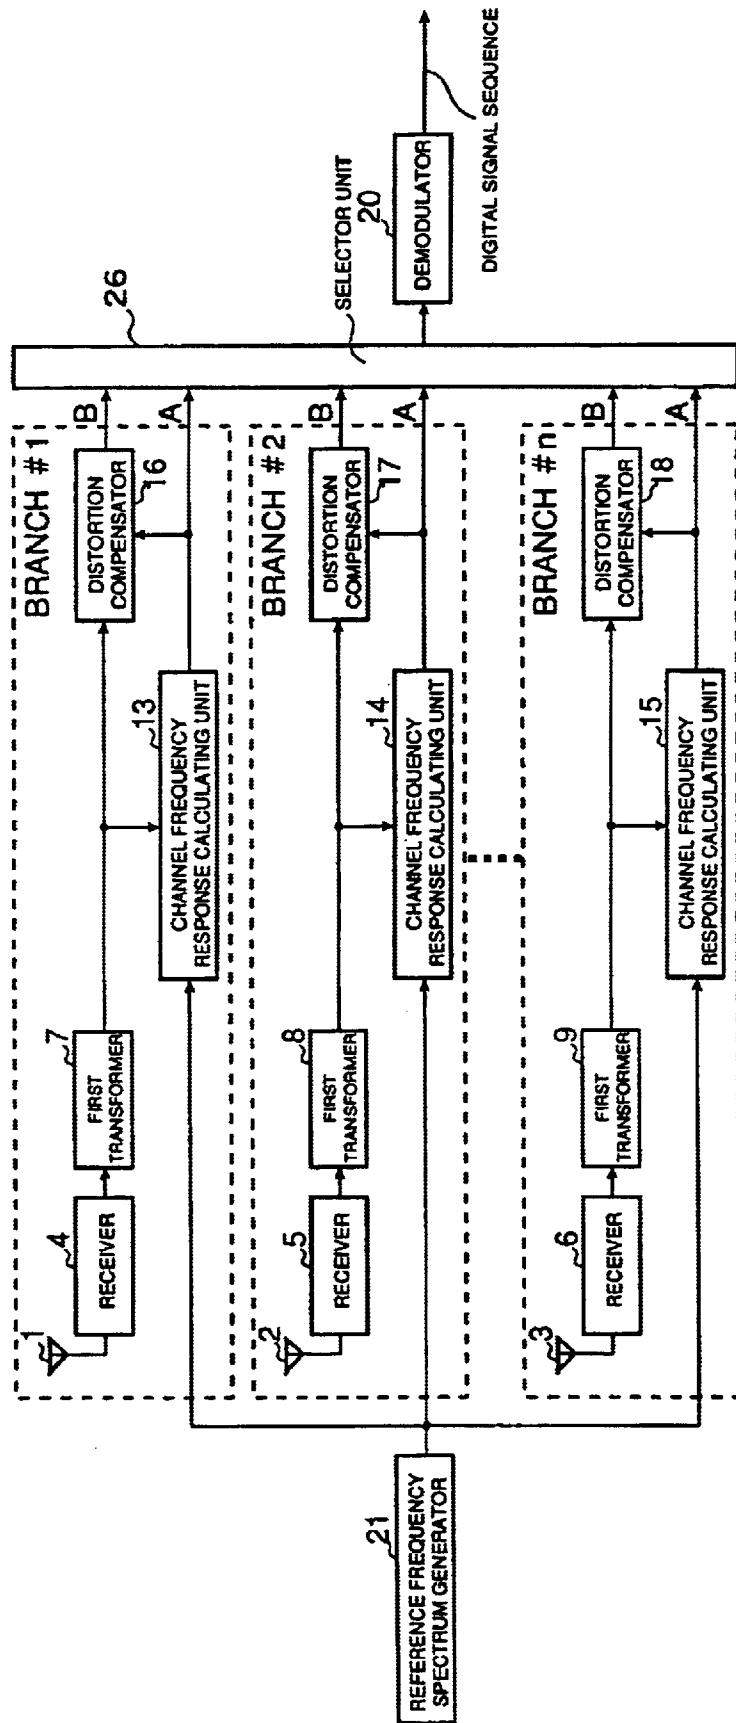 REFERENCE FREQUENCY
SPECTRUM GENERATOR
21
BRANCH #1
1
4
RECEIVER
7
FIRST
TRANSFORMER
13
CHANNEL FREQUENCY
RESPONSE CALCULATING UNIT
DISTORTION
COMPENSATOR
16
B
A
BRANCH #2
2
5
RECEIVER
8
FIRST
TRANSFORMER
14
CHANNEL FREQUENCY
RESPONSE CALCULATING UNIT
DISTORTION
COMPENSATOR
17
B
A
BRANCH #n
3
6
RECEIVER
9
FIRST
TRANSFORMER
15
CHANNEL FREQUENCY
RESPONSE CALCULATING UNIT
DISTORTION
COMPENSATOR
18
B
A
26
SELECTOR UNIT
20
DEMODULATOR
DIGITAL SIGNAL SEQUENCE